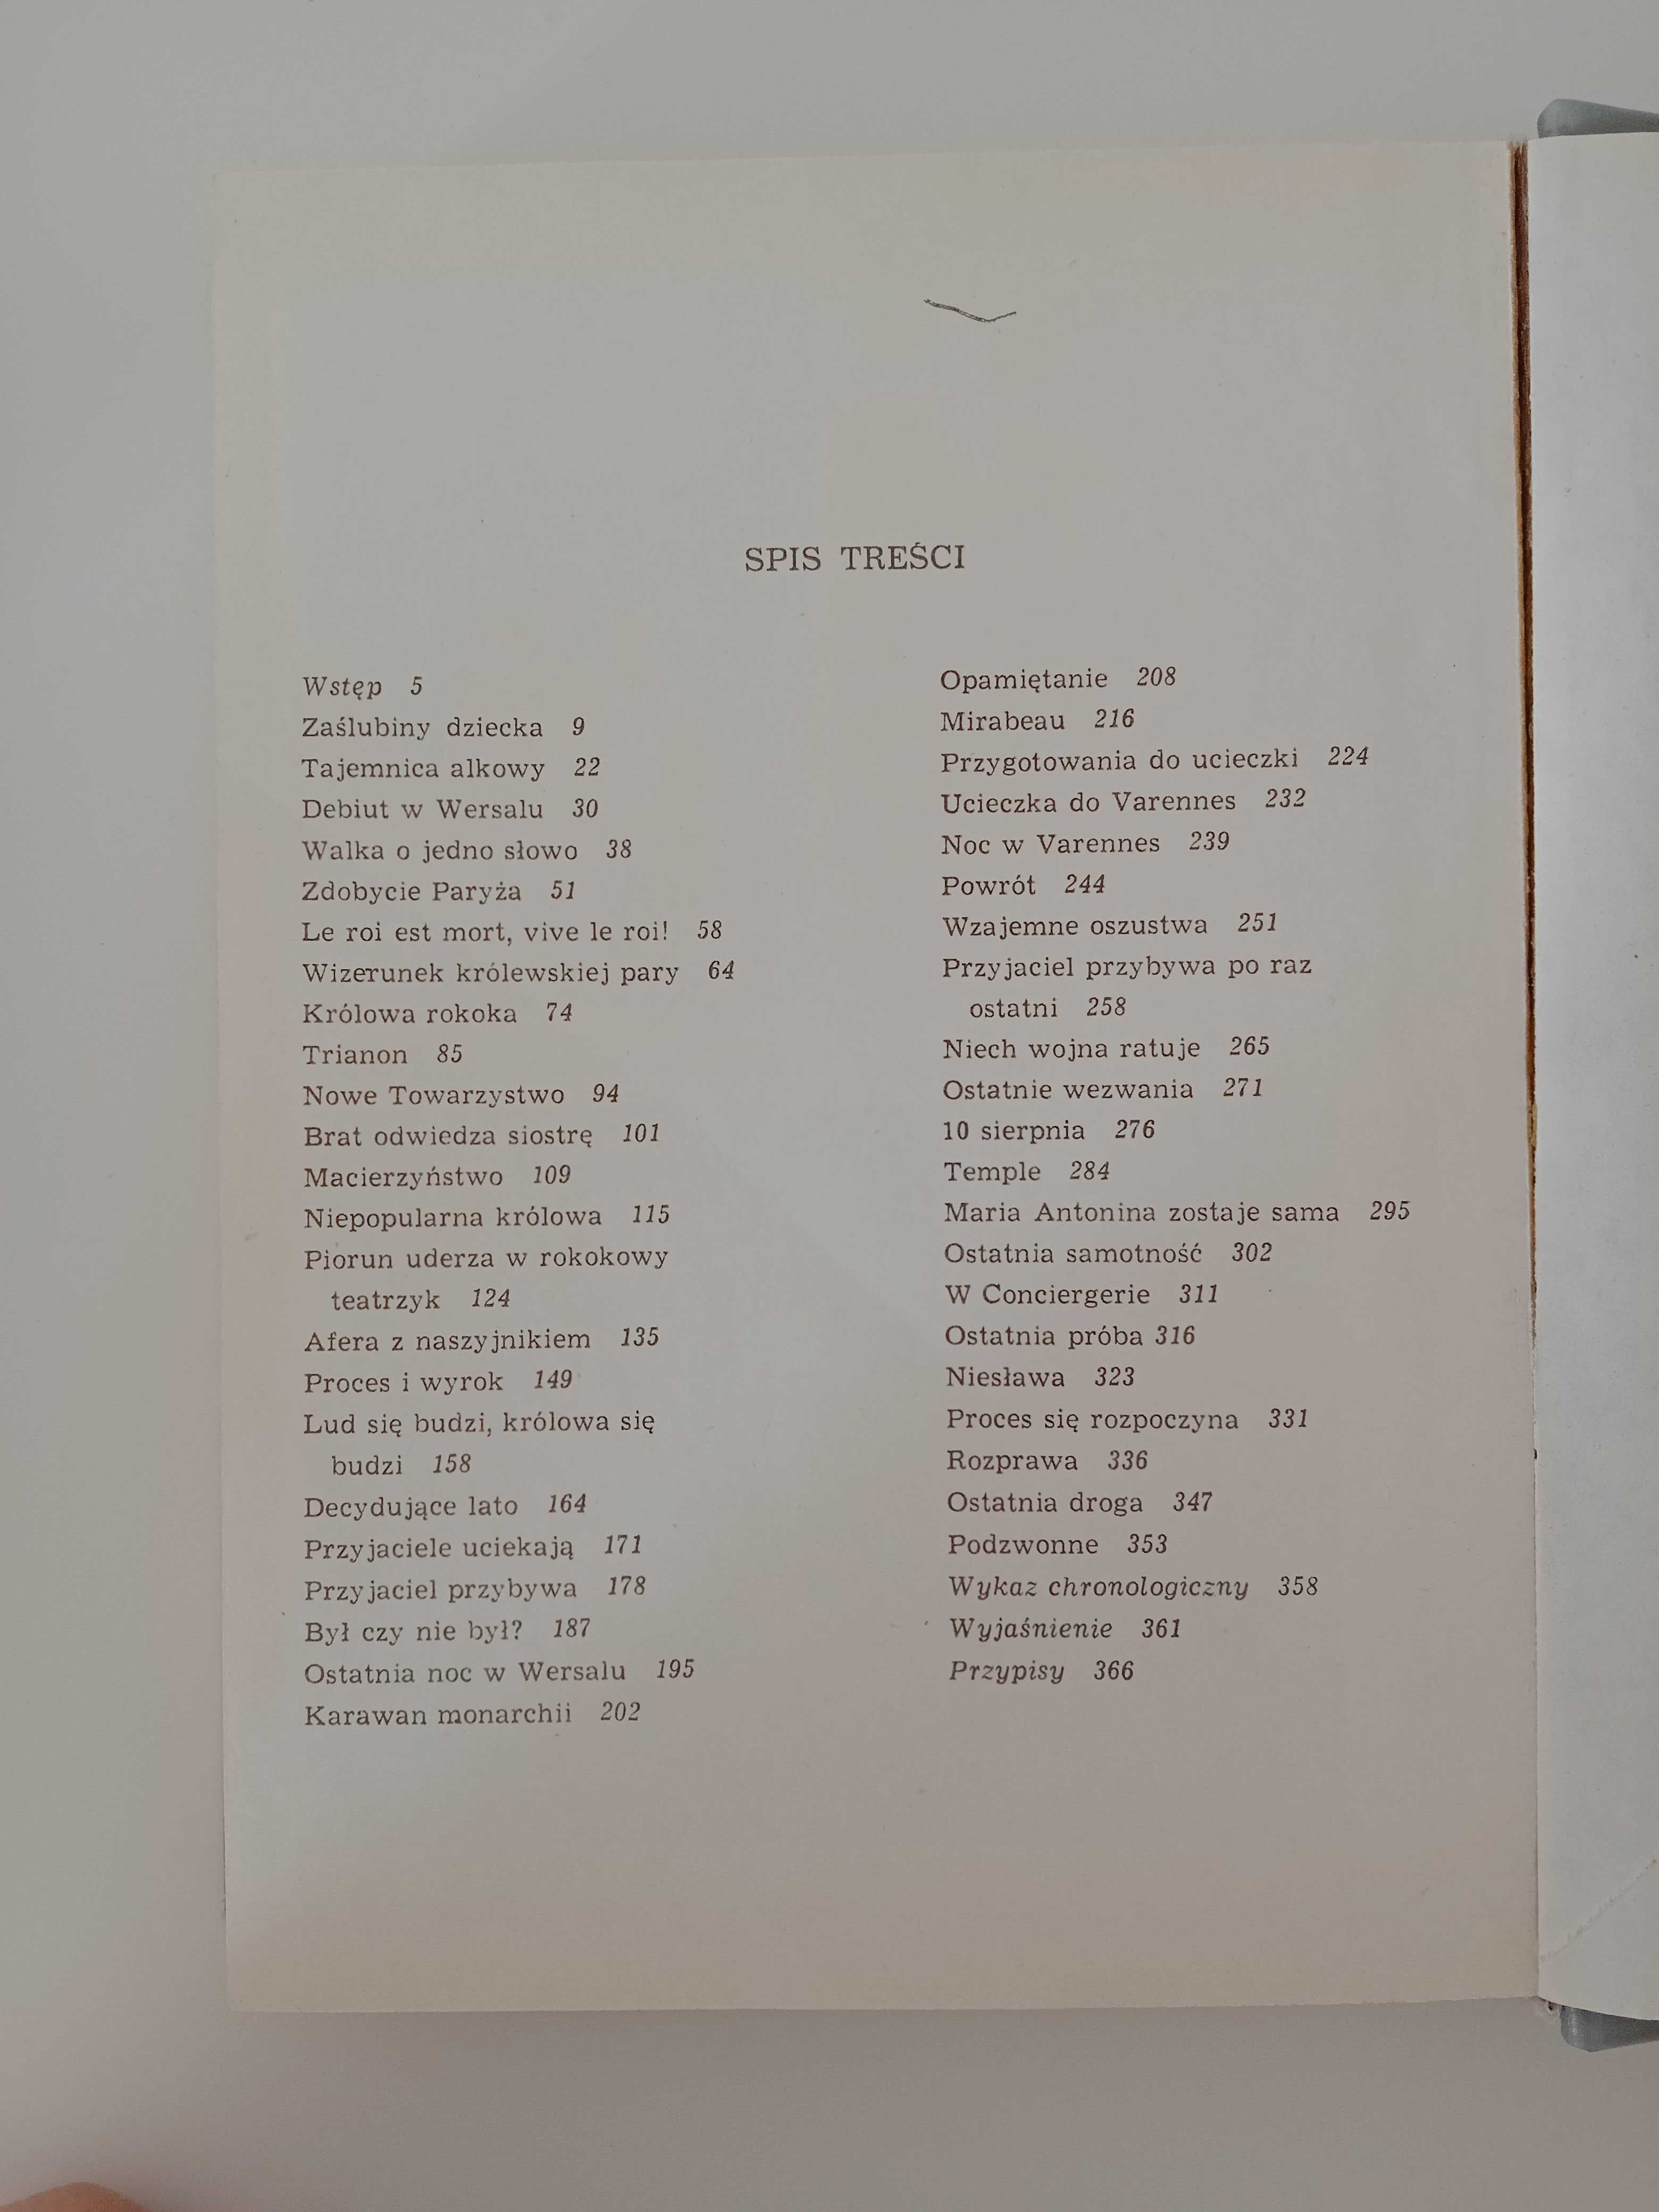 SPIS TREŚCI
Wstęp 5
Zaślubiny dziecka 9
Tajemnica alkowy 22
Debiut w Wersalu 30
Walka o jedno słowo 38
Zdobycie Paryża 51
Le roi est mort, vive le roi! 58
Wizerunek królewskiej pary 64
Królowa rokoka 74
Trianon 85
Nowe Towarzystwo 94
Brat odwiedza siostrę 101
Macierzyństwo 109
Niepopularna królowa 115
Piorun uderza w rokokowy
teatrzyk 124
Afera z naszyjnikiem 135
Proces i wyrok 149
Lud się budzi, królowa się
budzi 158
Decydujące lato 164
Przyjaciele uciekają 171
Przyjaciel przybywa 178
Był czy nie był? 187
Ostatnia noc w Wersalu 195
Karawan monarchii 202
Opamiętanie 208
Mirabeau 216
Przygotowania do ucieczki 224
Ucieczka do Varennes 232
Noc w Varennes 239
Powrót 244
Wzajemne oszustwa 251
Przyjaciel przybywa po raz
ostatni 258
Niech wojna ratuje 265
Ostatnie wezwania 271
10 sierpnia 276
Temple 284
Maria Antonina zostaje sama 295
Ostatnia samotność 302
W Conciergerie 311
Ostatnia próba 316
Niesława 323
Proces się rozpoczyna 331
Rozprawa 336
Ostatnia droga 347
Podzwonne 353
Wykaz chronologiczny 358
Wyjaśnienie 361
Przypisy 366